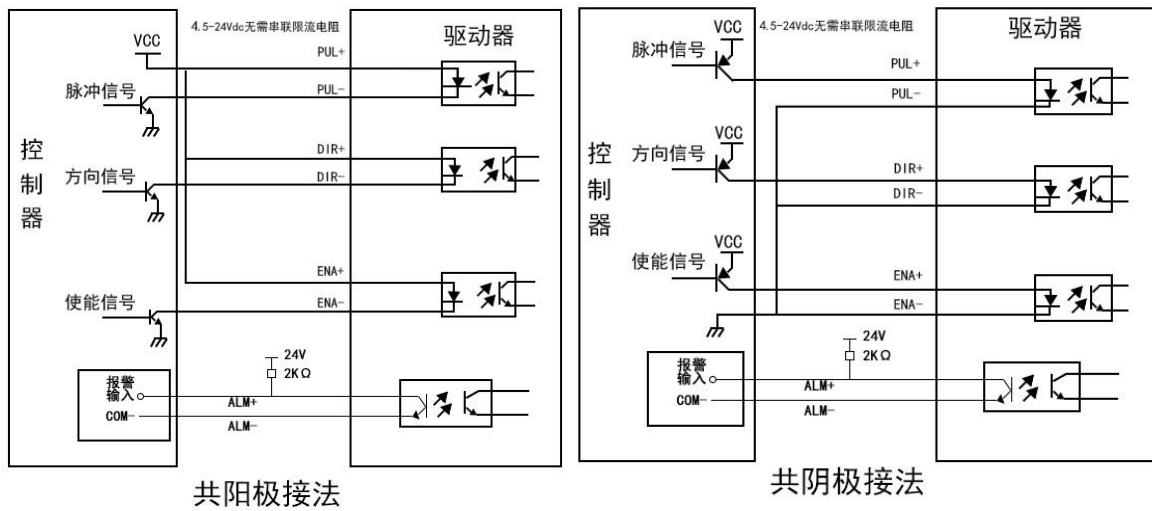 4.5-24Vdc无需串联限流电阻
驱动器
VCC
PUL+
脉冲信号
PUL-
控制器
DIR+
方向信号
DIR-
ENA+
使能信号
ENA-
24V
2KΩ
报警
输入
ALM+
COM-
ALM-
共阳极接法
4.5-24Vdc无需串联限流电阻
驱动器
VCC
脉冲信号
PUL+
PUL-
控制器
VCC
方向信号
DIR+
DIR-
VCC
使能信号
ENA+
ENA-
24V
2KΩ
报警
输入
ALM+
COM-
ALM-
共阴极接法